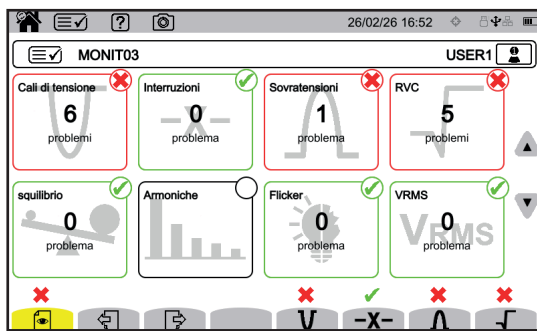 26/02/26 16:52
MONIT03 USER1
Cali di tensione Interruzioni Sovratensioni RVC
6 0 1 5
problemi problema problema problemi
squilibrio Armoniche Flicker VRMS
0 0 VRMS 0
problema problema problema
-X-